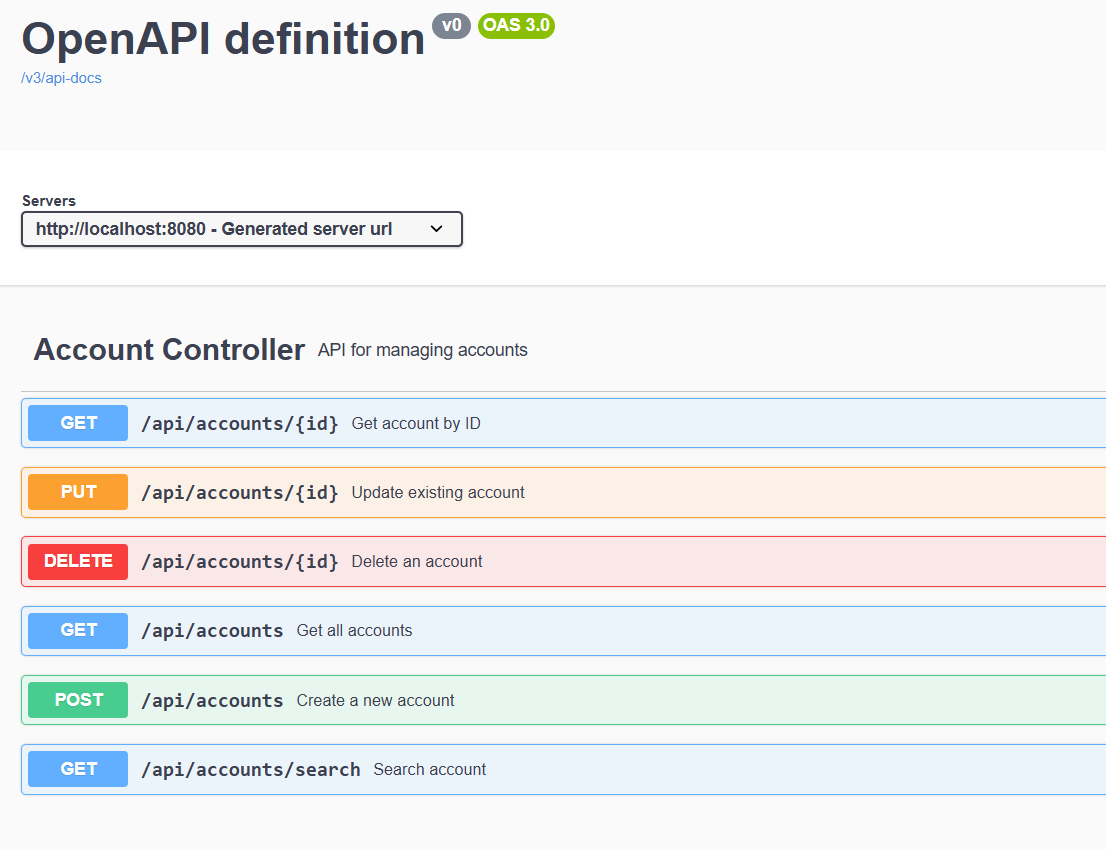 OpenAPI definition v0 OAS 3.0
/v3/api-docs
Servers
http://localhost:8080 - Generated server url
Account Controller API for managing accounts
GET /api/accounts/{id} Get account by ID
PUT /api/accounts/{id} Update existing account
DELETE /api/accounts/{id} Delete an account
GET /api/accounts Get all accounts
POST /api/accounts Create a new account
GET /api/accounts/search Search account